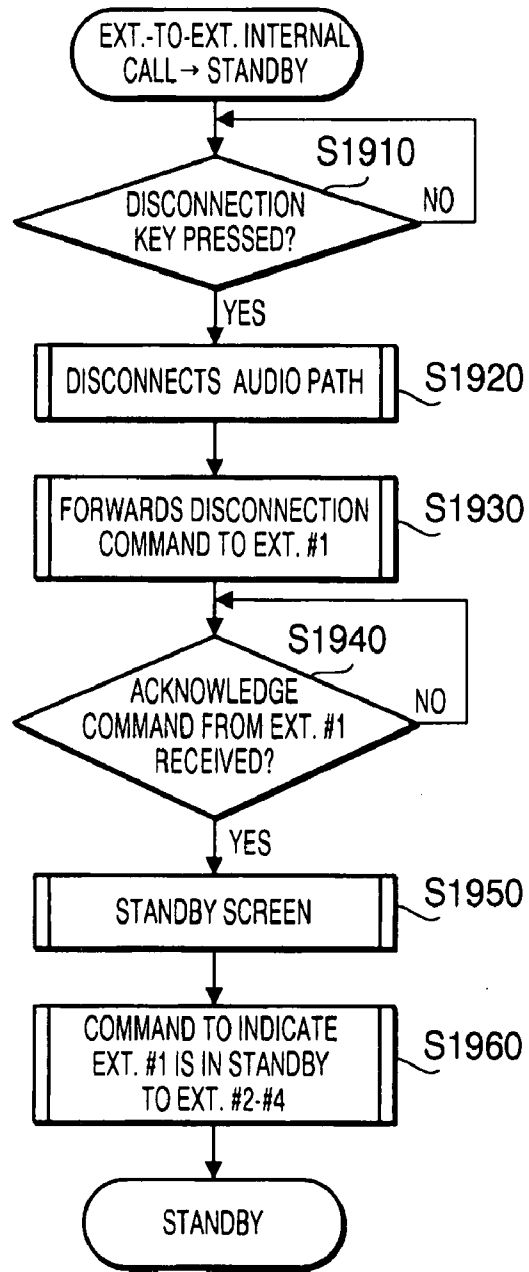 EXT.-TO-EXT. INTERNAL
CALL → STANDBY
S1910
DISCONNECTION
KEY PRESSED?
NO
YES
DISCONNECTS AUDIO PATH
S1920
FORWARDS DISCONNECTION
COMMAND TO EXT. #1
S1930
S1940
ACKNOWLEDGE
COMMAND FROM EXT. #1
RECEIVED?
NO
YES
STANDBY SCREEN
S1950
COMMAND TO INDICATE
EXT. #1 IS IN STANDBY
TO EXT. #2-#4
S1960
STANDBY